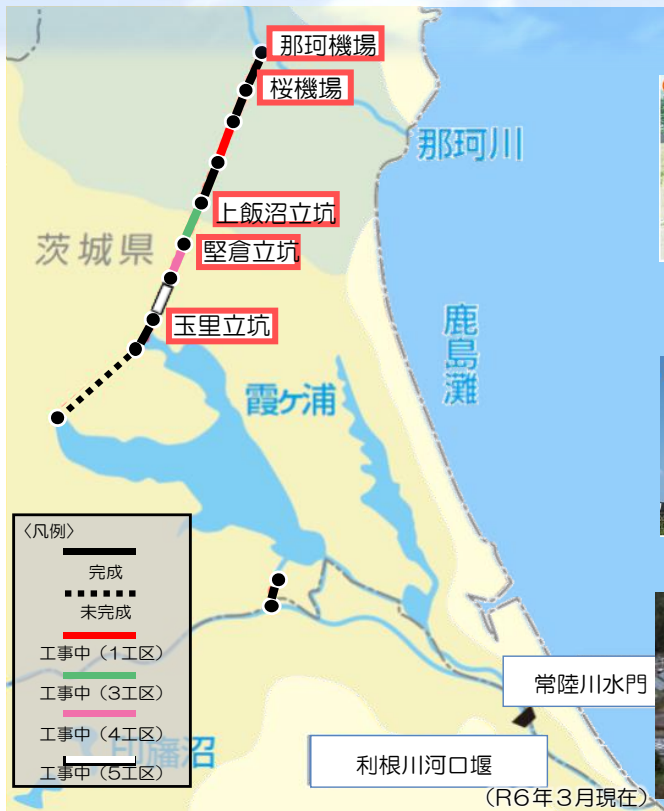 那珂機場
桜機場
那珂川
上飯沼立坑
茨城県
堅倉立坑
玉里立坑
鹿島灘
霞ヶ浦
〈凡例〉
完成
未完成
工事中（1工区）
工事中（3工区）
工事中（4工区）
工事中（5工区）
印旛沼
常陸川水門
利根川河口堰
（R6年3月現在）